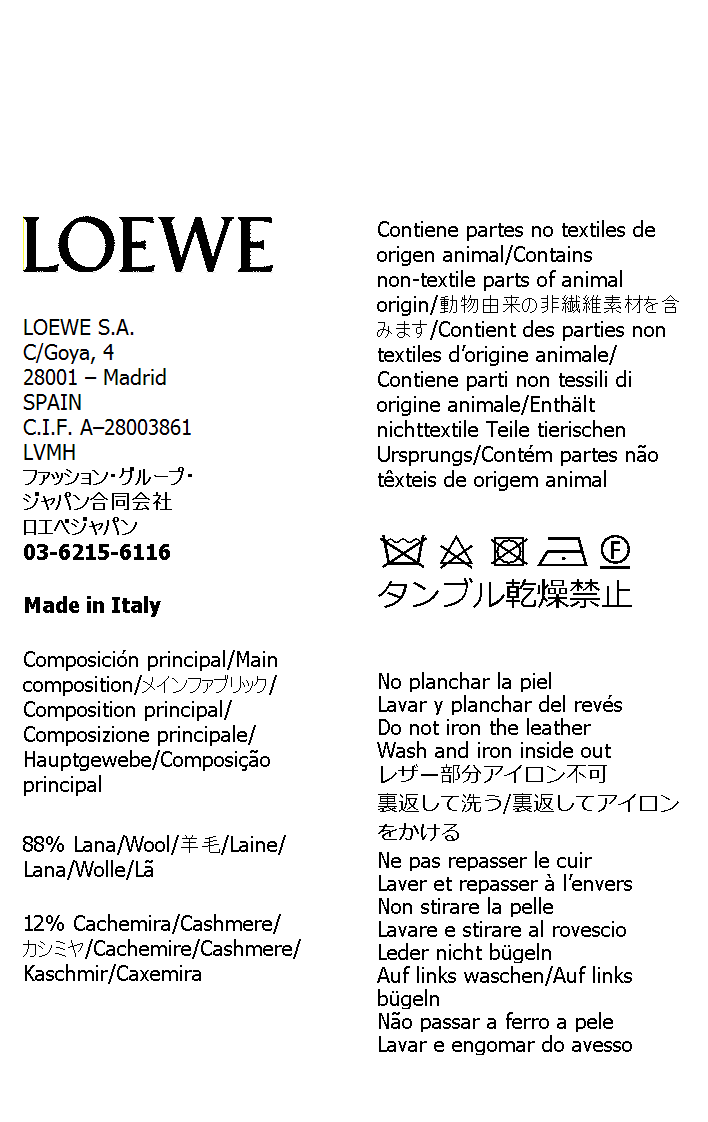 LOEWE
LOEWE S.A.
C/Goya, 4
28001 – Madrid
SPAIN
C.I.F. A–28003861
LVMH
ファッション・グループ・
ジャパン合同会社
ロエベジャパン
03-6215-6116
Made in Italy
Composición principal/Main
composition/メインファブリック/
Composition principal/
Composizione principale/
Hauptgewebe/Composição
principal
88% Lana/Wool/羊毛/Laine/
Lana/Wolle/Lã
12% Cachemira/Cashmere/
カシミヤ/Cachemire/Cashmere/
Kaschmir/Caxemira
Contiene partes no textiles de
origen animal/Contains
non-textile parts of animal
origin/動物由来の非繊維素材を含
みます/Contient des parties non
textiles d’origine animale/
Contiene parti non tessili di
origine animale/Enthält
nichttextile Teile tierischen
Ursprungs/Contém partes não
têxteis de origem animal
F
タンブル乾燥禁止
No planchar la piel
Lavar y planchar del revés
Do not iron the leather
Wash and iron inside out
レザー部分アイロン不可
裏返して洗う/裏返してアイロン
をかける
Ne pas repasser le cuir
Laver et repasser à l’envers
Non stirare la pelle
Lavare e stirare al rovescio
Leder nicht bügeln
Auf links waschen/Auf links
bügeln
Não passar a ferro a pele
Lavar e engomar do avesso